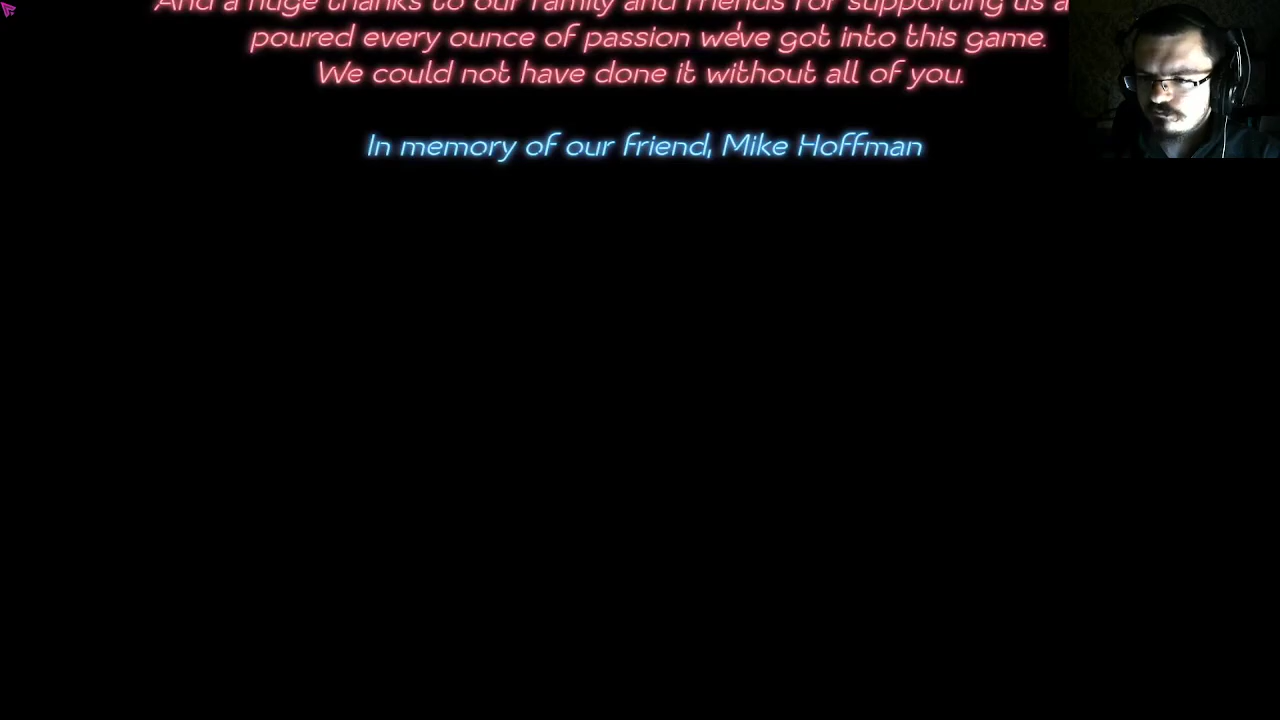 And a huge thanks to our family and friends for supporting us a
poured every ounce of passion we've got into this game.
We could not have done it without all of you.
In memory of our friend, Mike Hoffman